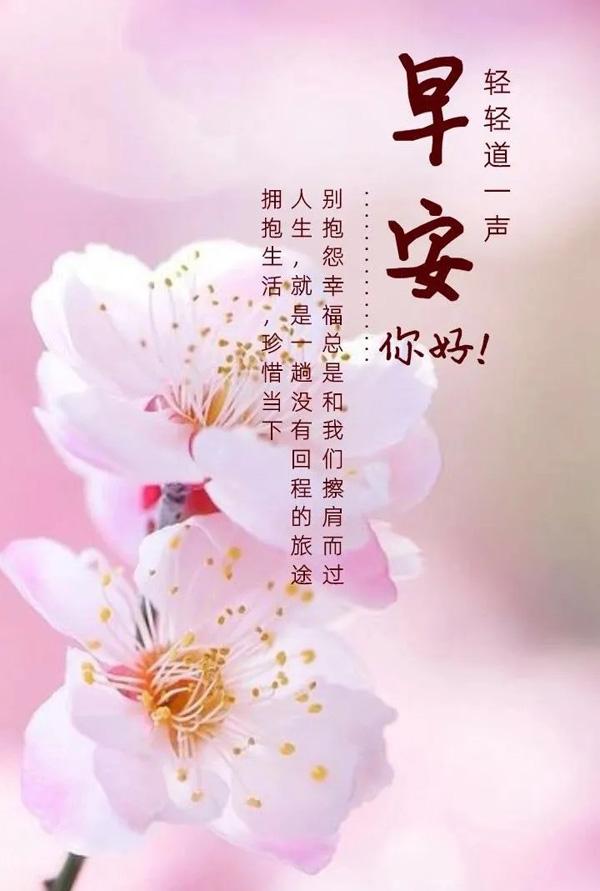 轻轻道一声
早安
你好!
别抱怨幸福总是和我们擦肩而过
人生,就是一趟没有回程的旅途
拥抱生活,珍惜当下